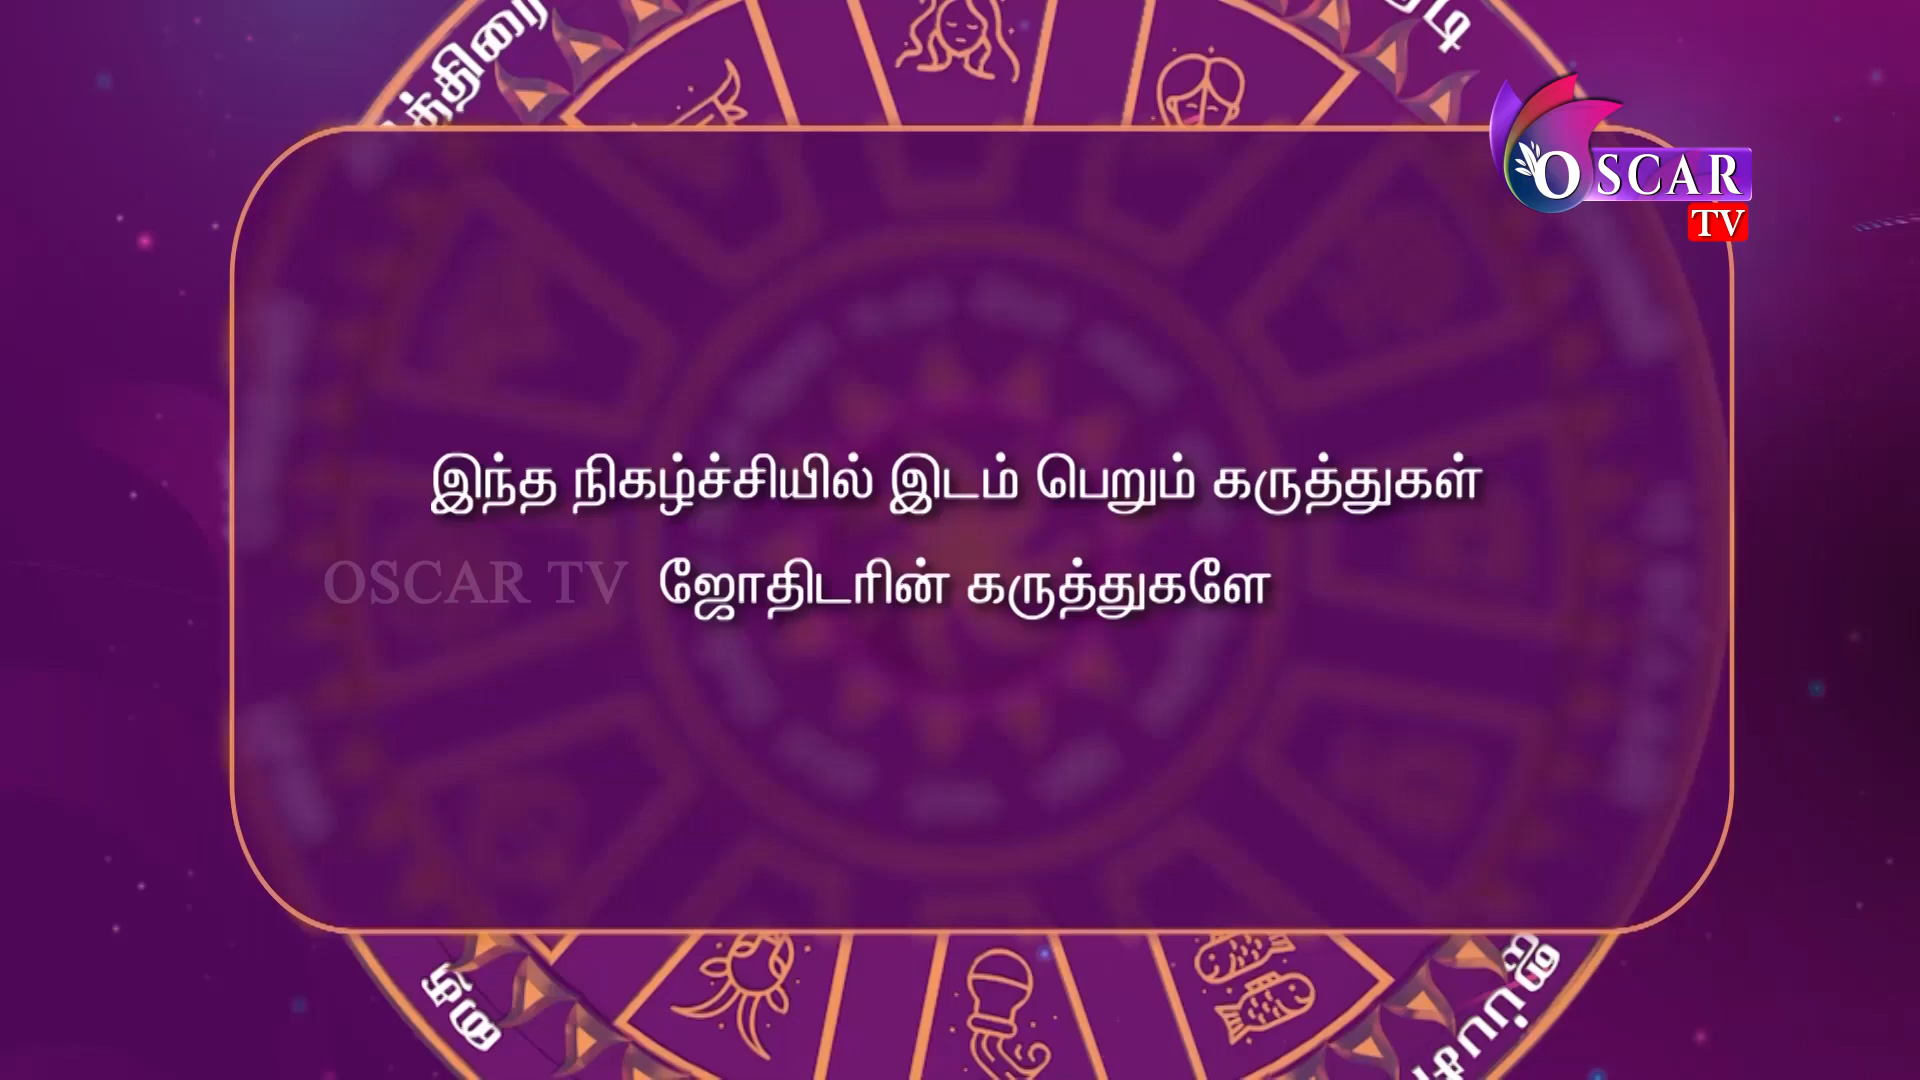 OSCAR
TV
இந்த நிகழ்ச்சியில் இடம் பெறும் கருத்துகள்
OSCAR TV
ஜோதிடரின் கருத்துகளே